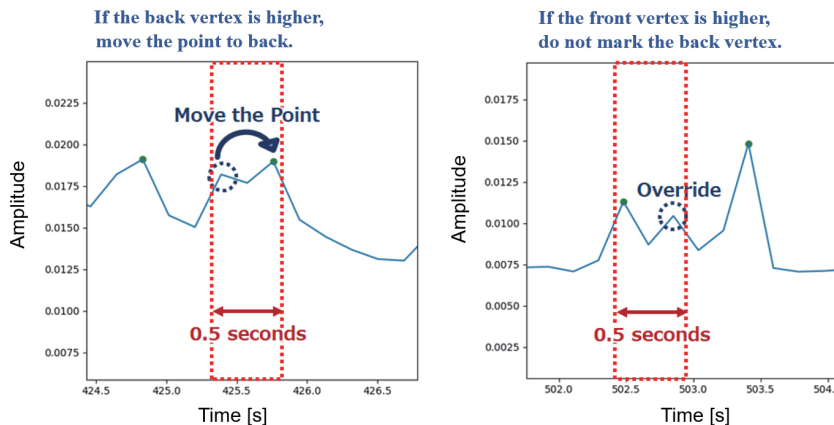 If the back vertex is higher,
move the point to back.
0.0225
0.0200
0.0175
0.0150
0.0125
0.0100
0.0075
Amplitude
Move the Point
0.5 seconds
424.5
425.0
425.5
426.0
426.5
Time [s]
If the front vertex is higher,
do not mark the back vertex.
0.0175
0.0150
0.0125
0.0100
0.0075
0.0050
0.0025
Amplitude
Override
0.5 seconds
502.0
502.5
503.0
503.5
504.
Time [s]